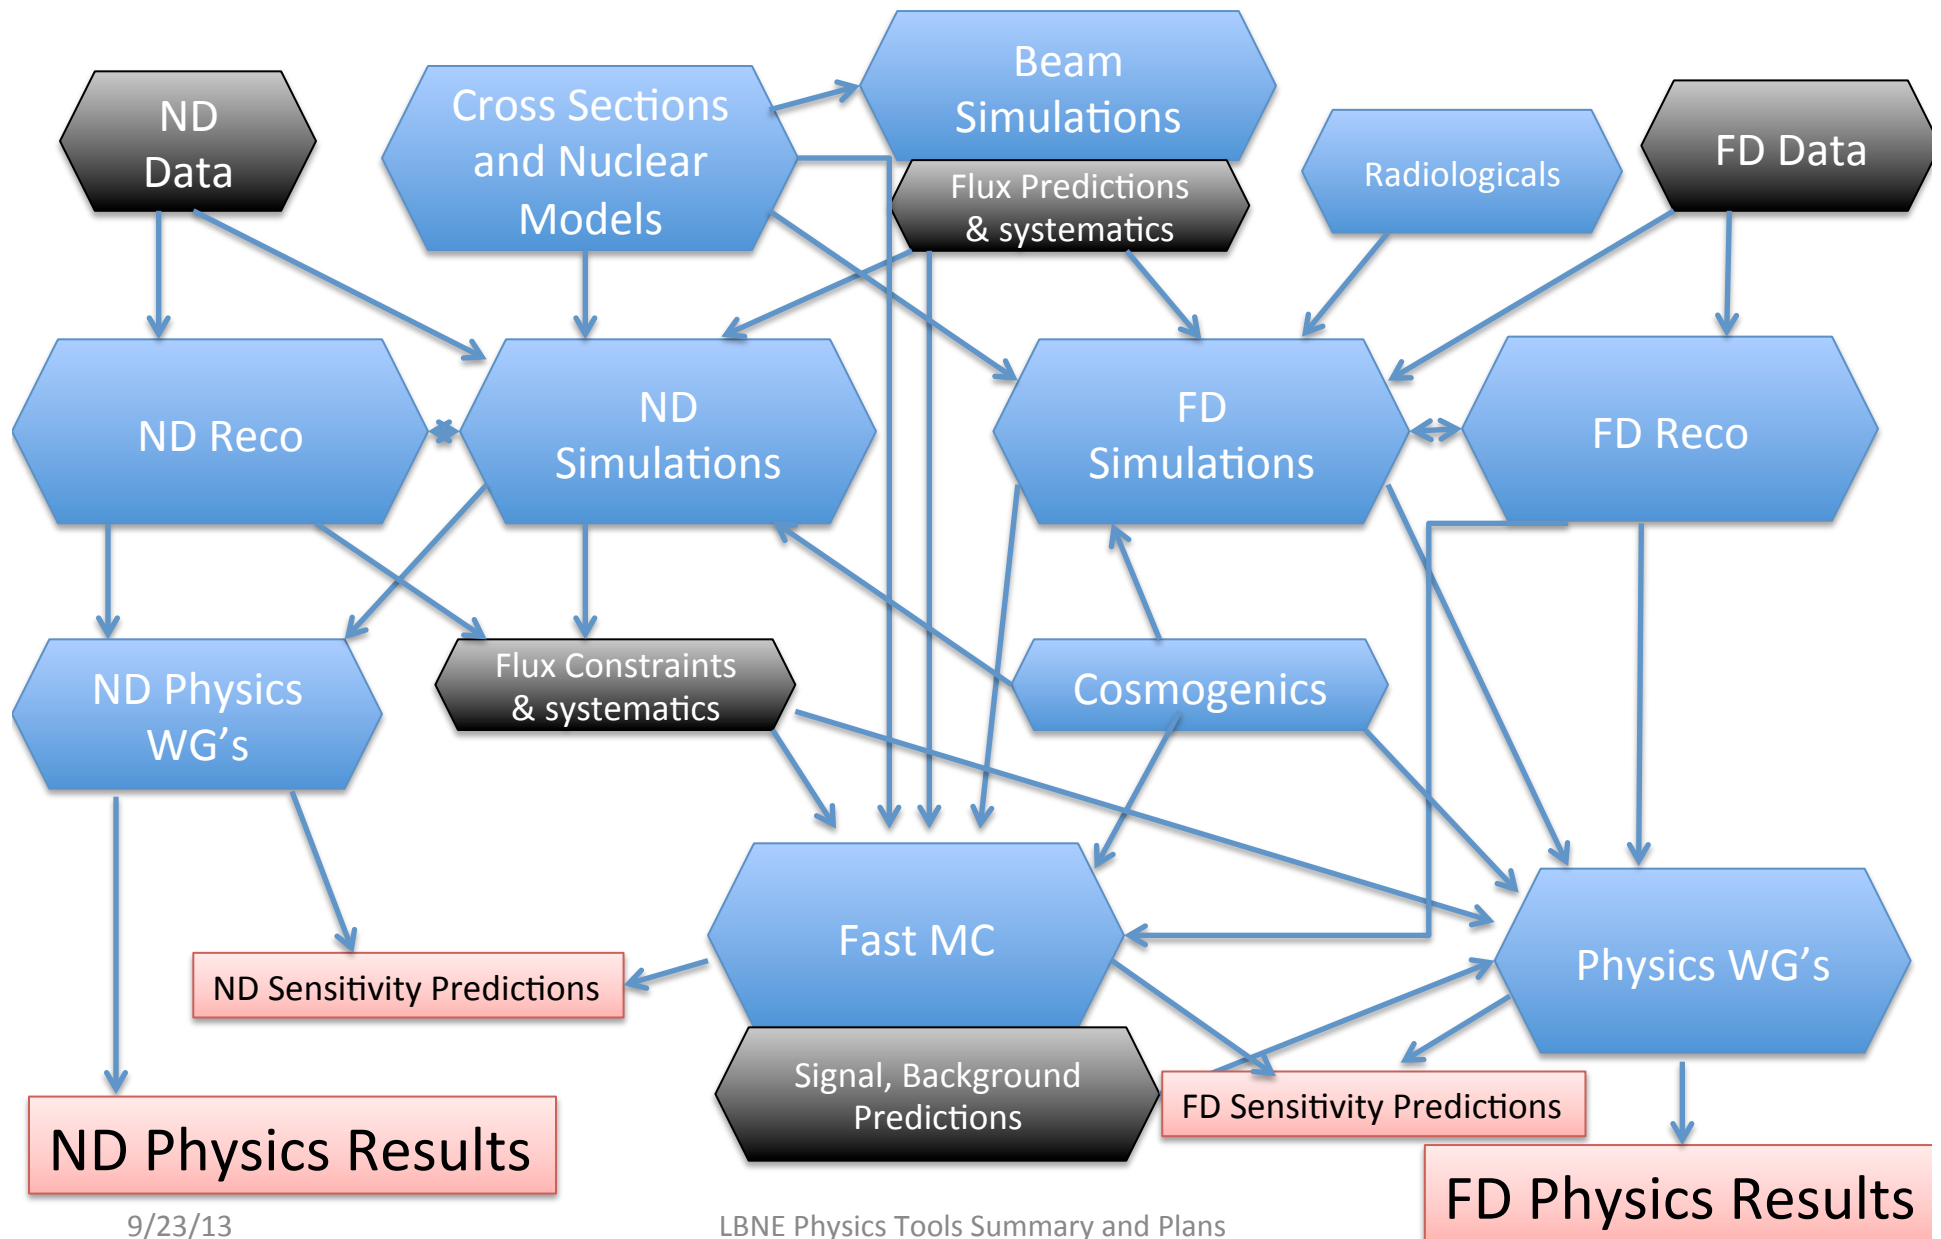 Beam
Simulations
ND
Data
Cross Sections
and Nuclear
Models
FD Data
Radiologicals
Flux Predictions
& systematics
ND Reco
ND
Simulations
FD
Simulations
FD Reco
ND Physics
WG's
Flux Constraints
& systematics
Cosmogenics
Fast MC
Physics WG's
ND Sensitivity Predictions
Signal, Background
Predictions
FD Sensitivity Predictions
ND Physics Results
FD Physics Results
9/23/13
LBNE Physics Tools Summary and Plans